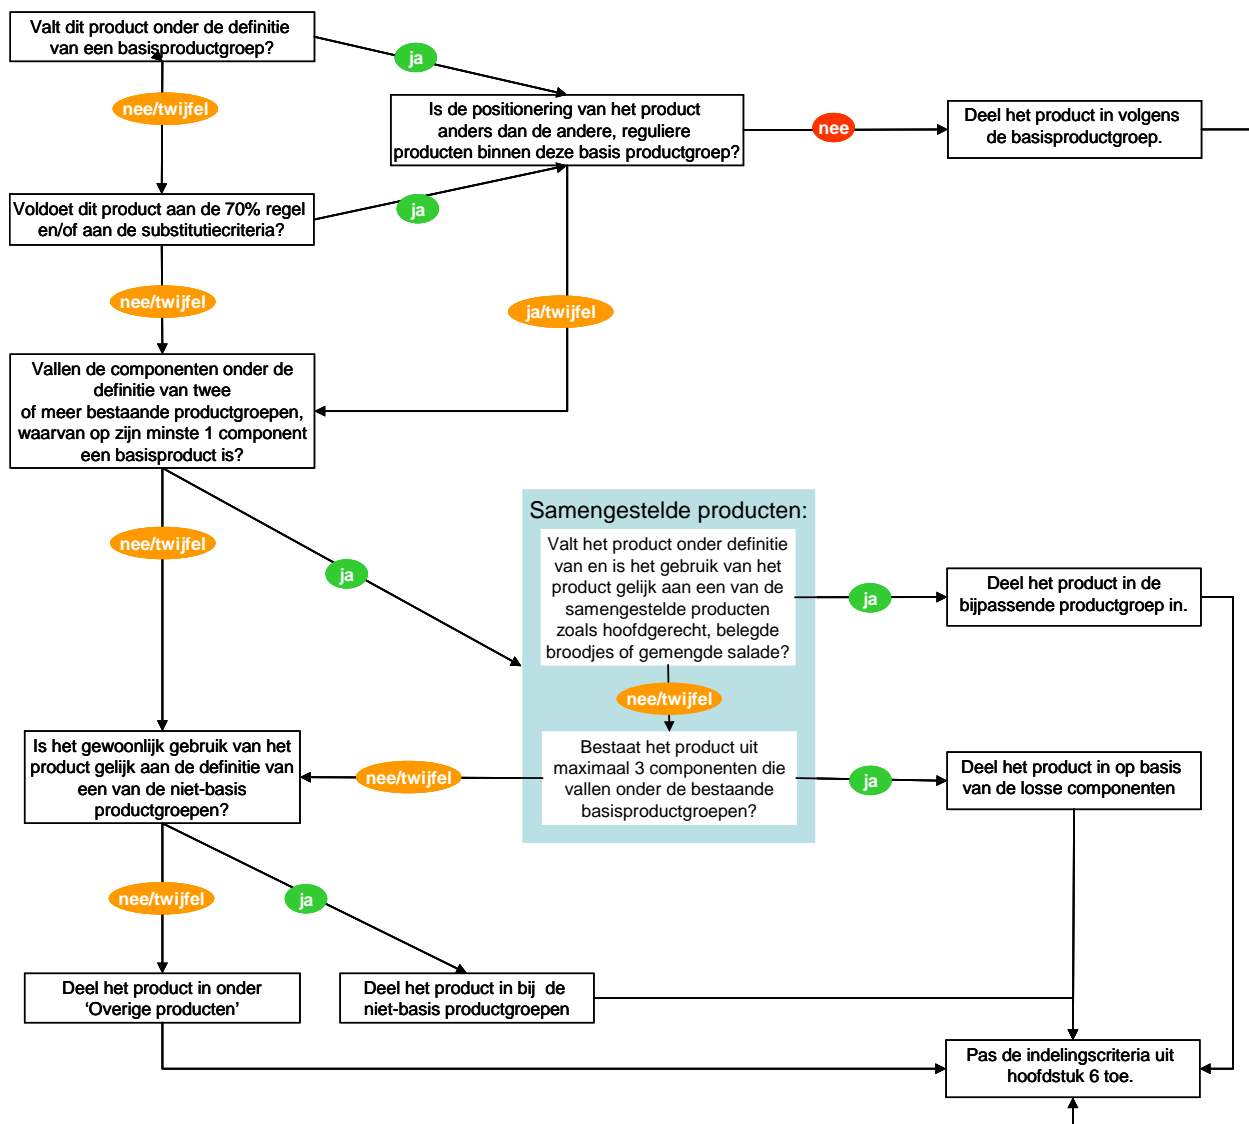 Valt dit product onder de definitie
van een basisproductgroep?
ja
nee/twijfel
Is de positionering van het product
anders dan de andere, reguliere
producten binnen deze basis productgroep?
nee
Deel het product in volgens
de basisproductgroep.
Voldoet dit product aan de 70% regel
en/of aan de substitutiecriteria?
ja
nee/twijfel
ja/twijfel
Vallen de componenten onder de
definitie van twee
of meer bestaande productgroepen,
waarvan op zijn minste 1 component
een basisproduct is?
nee/twijfel
ja
Samengestelde producten:
Valt het product onder definitie
van en is het gebruik van het
product gelijk aan een van de
samengestelde producten
zoals hoofdgerecht, belegde
broodjes of gemengde salade?
ja
Deel het product in de
bijpassende productgroep in.
nee/twijfel
Bestaat het product uit
maximaal 3 componenten die
vallen onder de bestaande
basisproductgroepen?
ja
Deel het product in op basis
van de losse componenten
nee/twijfel
Is het gewoonlijk gebruik van het
product gelijk aan de definitie van
een van de niet-basis
productgroepen?
nee/twijfel
ja
Deel het product in onder
‘Overige producten’
Deel het product in bij  de
niet-basis productgroepen
Pas de indelingscriteria uit
hoofdstuk 6 toe.